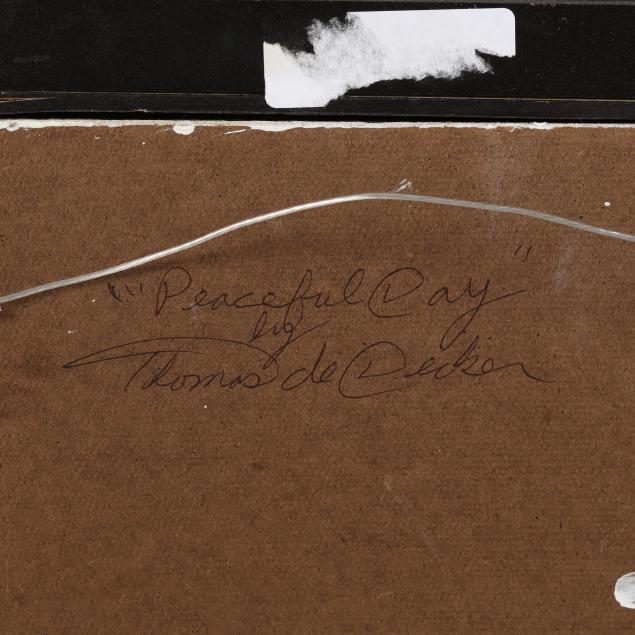 ""Peaceful Day"
by
Thomas de Decker